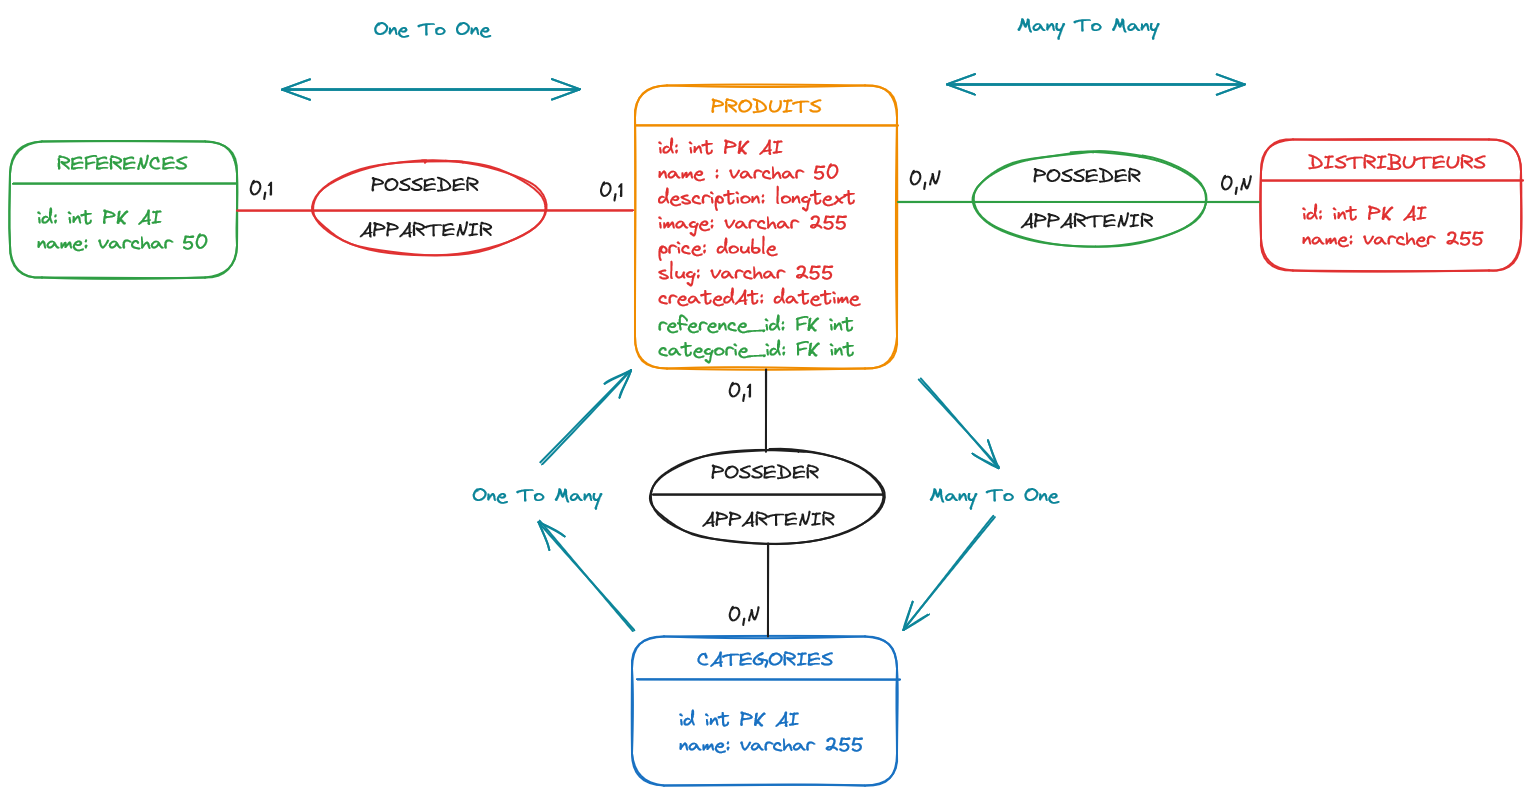 One To One
Many To Many
PRODUITS
id: int PK AI
name : varchar 50
description: longtext
image: varchar 255
price: double
slug: varchar 255
createdAt: datetime
reference_id: FK int
categorie_id: FK int
REFERENCES
id: int PK AI
name: varchar 50
0,1
POSSEDER
APPARTENIR
0,1
0,N
POSSEDER
APPARTENIR
0,N
DISTRIBUTEURS
id: int PK AI
name: varcher 255
0,1
One To Many
POSSEDER
APPARTENIR
Many To One
0,N
CATEGORIES
id int PK AI
name: varchar 255